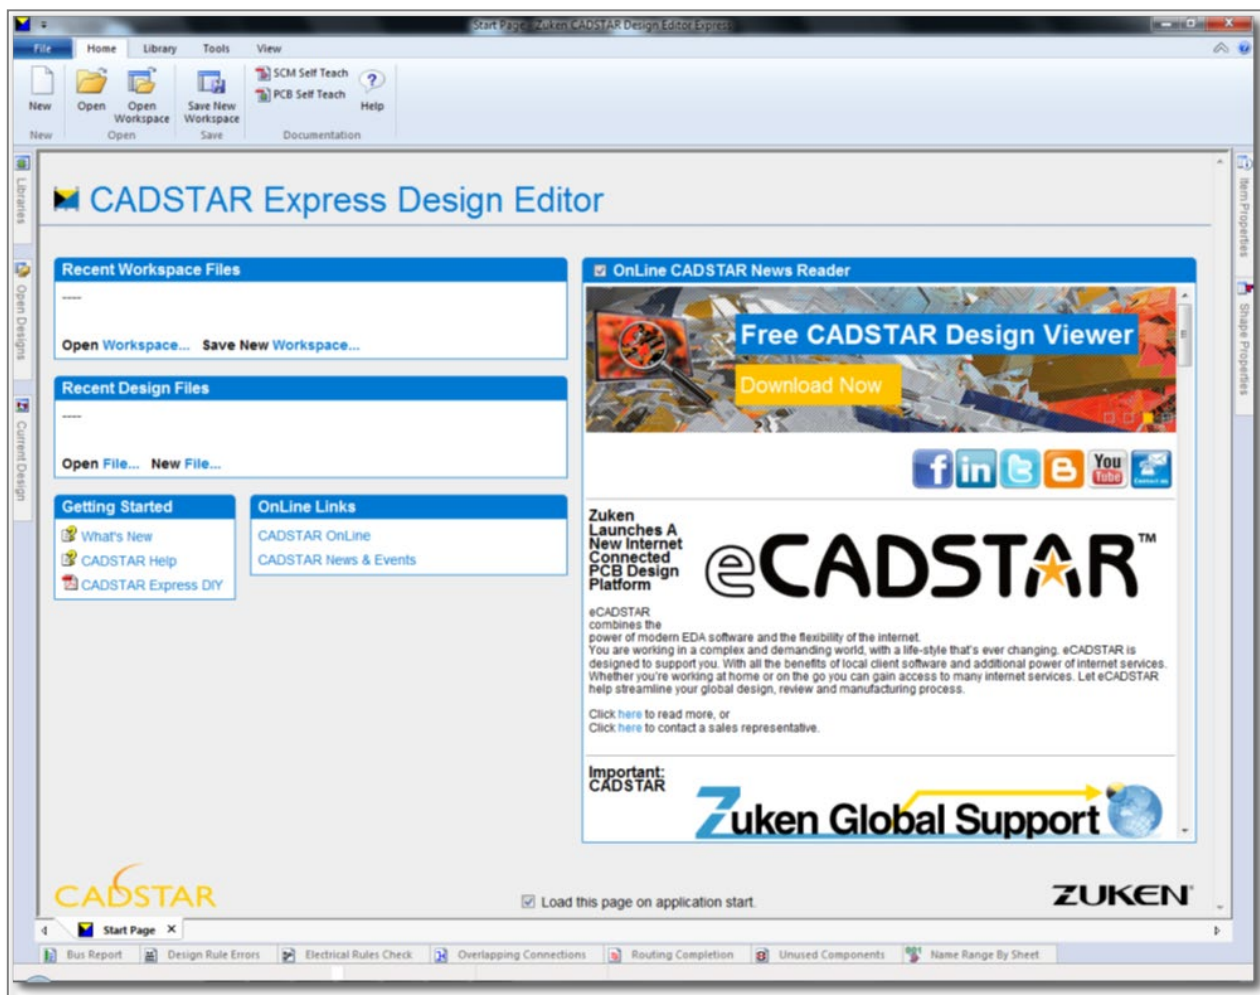 Start Page - Zuken CADSTAR Design Editor Express
File Home Library Tools View
New
Open
Open Workspace
Save New Workspace
SCM Self Teach
PCB Self Teach
Help
New Open Save Documentation
Libraries
Open Designs
Current Design
Item Properties
Shape Properties
CADSTAR Express Design Editor
Recent Workspace Files
----
Open Workspace... Save New Workspace...
Recent Design Files
----
Open File... New File...
Getting Started
What's New
CADSTAR Help
CADSTAR Express DIY
OnLine Links
CADSTAR OnLine
CADSTAR News & Events
OnLine CADSTAR News Reader
Free CADSTAR Design Viewer
Download Now
f in t B You Tube Contact us
Zuken
Launches A
New Internet
Connected
PCB Design
Platform
eCADSTAR™
eCADSTAR
combines the
power of modern EDA software and the flexibility of the internet.
You are working in a complex and demanding world, with a life-style that's ever changing. eCADSTAR is
designed to support you. With all the benefits of local client software and additional power of internet services.
Whether you're working at home or on the go you can gain access to many internet services. Let eCADSTAR
help streamline your global design, review and manufacturing process.
Click here to read more, or
Click here to contact a sales representative.
Important:
CADSTAR
Zuken Global Support
CADSTAR
Load this page on application start.
ZUKEN
Start Page
Bus Report Design Rule Errors Electrical Rules Check Overlapping Connections Routing Completion Unused Components Name Range By Sheet